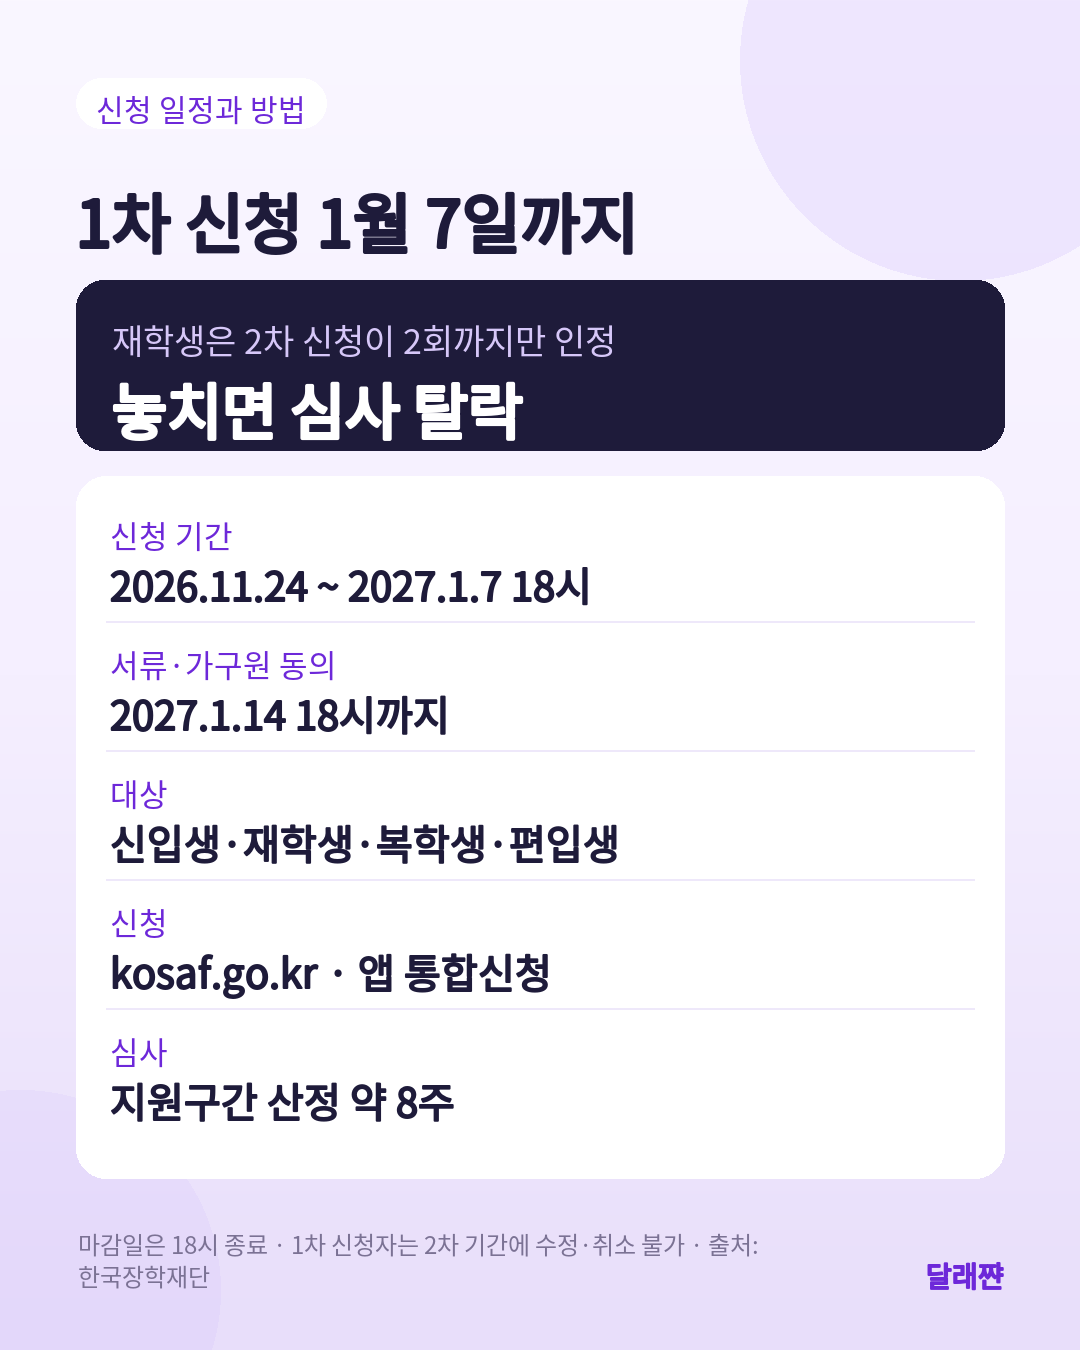 신청 일정과 방법
1차 신청 1월 7일까지
재학생은 2차 신청이 2회까지만 인정
놓치면 심사 탈락
신청 기간
2026.11.24 ~ 2027.1.7 18시
서류·가구원 동의
2027.1.14 18시까지
대상
신입생·재학생·복학생·편입생
신청
kosaf.go.kr · 앱 통합신청
심사
지원구간 산정 약 8주
마감일은 18시 종료 · 1차 신청자는 2차 기간에 수정·취소 불가 · 출처:
한국장학재단
달래쨘